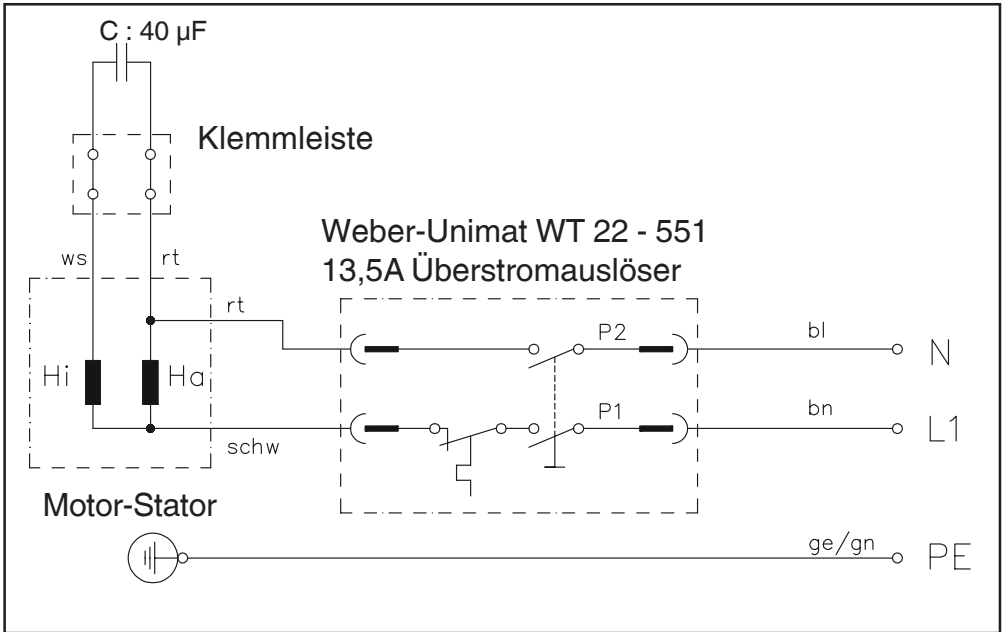 C : 40 µF
Klemmleiste
Weber-Unimat WT 22 - 551
13,5A Überstromauslöser
ws
rt
rt
P2
bl
N
Hi
Ha
P1
bn
L1
schw
Motor-Stator
ge/gn
PE